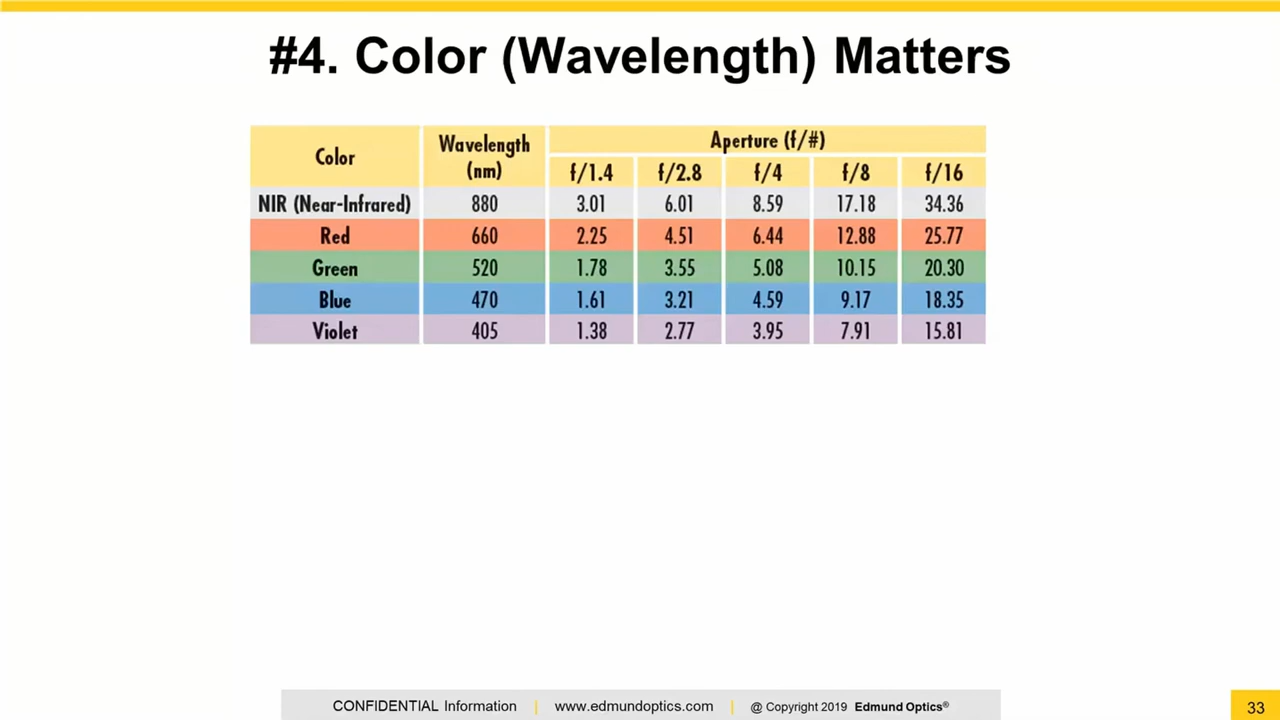 #4. Color (Wavelength) Matters
Color Wavelength (nm) Aperture (f/#)
f/1.4 f/2.8 f/4 f/8 f/16
NIR (Near-Infrared) 880 3.01 6.01 8.59 17.18 34.36
Red 660 2.25 4.51 6.44 12.88 25.77
Green 520 1.78 3.55 5.08 10.15 20.30
Blue 470 1.61 3.21 4.59 9.17 18.35
Violet 405 1.38 2.77 3.95 7.91 15.81
CONFIDENTIAL Information | www.edmundoptics.com | @ Copyright 2019 Edmund Optics® 33